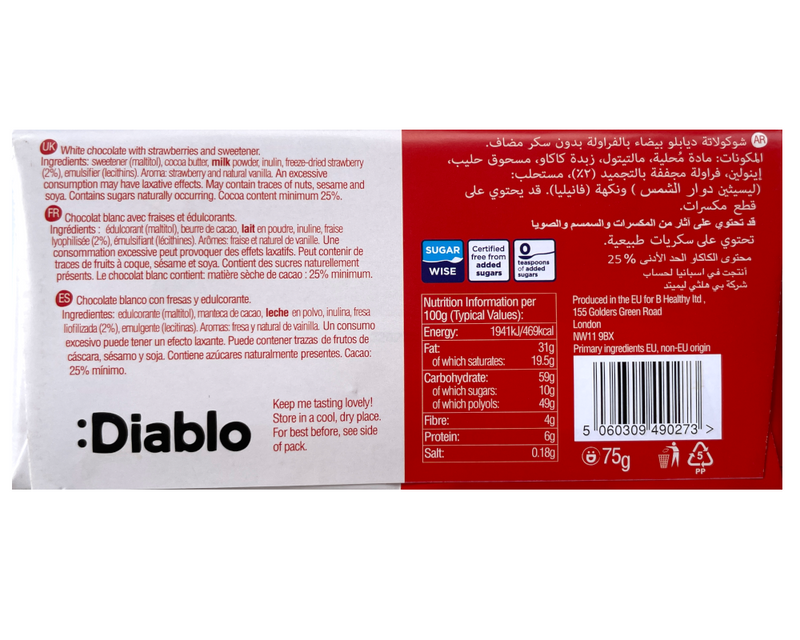 UK White chocolate with strawberries and sweetener.
Ingredients: sweetener (maltitol), cocoa butter, milk powder, inulin, freeze-dried strawberry
(2%), emulsifier (lecithins). Aroma: strawberry and natural vanilla. An excessive
consumption may have laxative effects. May contain traces of nuts, sesame and
soya. Contains sugars naturally occurring. Cocoa content minimum 25%.
FR Chocolat blanc avec fraises et édulcorants.
Ingrédients : édulcorant (maltitol), beurre de cacao, lait en poudre, inuline, fraise
lyophilisée (2%), émulsifiant (lécithines). Arômes: fraise et naturel de vanille. Une
consommation excessive peut provoquer des effets laxatifs. Peut contenir de
traces de fruits à coque, sésame et soya. Contient des sucres naturellement
présents. Le chocolat blanc contient: matière sèche de cacao : 25% minimum.
ES Chocolate blanco con fresas y edulcorante.
Ingredientes: edulcorante (maltitol), manteca de cacao, leche en polvo, inulina, fresa
liofilizada (2%), emulgente (lecitinas). Aromas: fresa y natural de vainilla. Un consumo
excesivo puede tener un efecto laxante. Puede contener trazas de frutos de
cáscara, sésamo y soja. Contiene azúcares naturalmente presentes. Cacao:
25% mínimo.
:Diablo
Keep me tasting lovely!
Store in a cool, dry place.
For best before, see side
of pack.
AR شوكولاتة ديابلو بيضاء بالفراولة بدون سكر مضاف.
المكونات: مادة مُحلية، مالتيتول، زبدة كاكاو، مسحوق حليب،
إينولين، فراولة مجففة بالتجميد (٢٪)، مستحلب:
(ليسيثين دوار الشمس ) ونكهة (فانيليا). قد يحتوي على
قطع مكسرات.
قد تحتوي على آثار من المكسرات والسمسم والصويا
تحتوي على سكريات طبيعية.
محتوى الكاكاو الحد الأدنى % 25
أنتجت في اسبانيا لحساب
شركة بي هلثي ليميتد
SUGAR
WISE
Certified
free from
added
sugars
0
teaspoons
of added
sugars
Nutrition Information per
100g (Typical Values):
Energy: 1941kJ/469kcal
Fat: 31g
of which saturates: 19.5g
Carbohydrate: 59g
of which sugars: 10g
of which polyols: 49g
Fibre: 4g
Protein: 6g
Salt: 0.18g
Produced in the EU for B Healthy ltd ,
155 Golders Green Road
London
NW11 9BX
Primary ingredients EU, non-EU origin
5 060309 490273 >
75g
5
PP